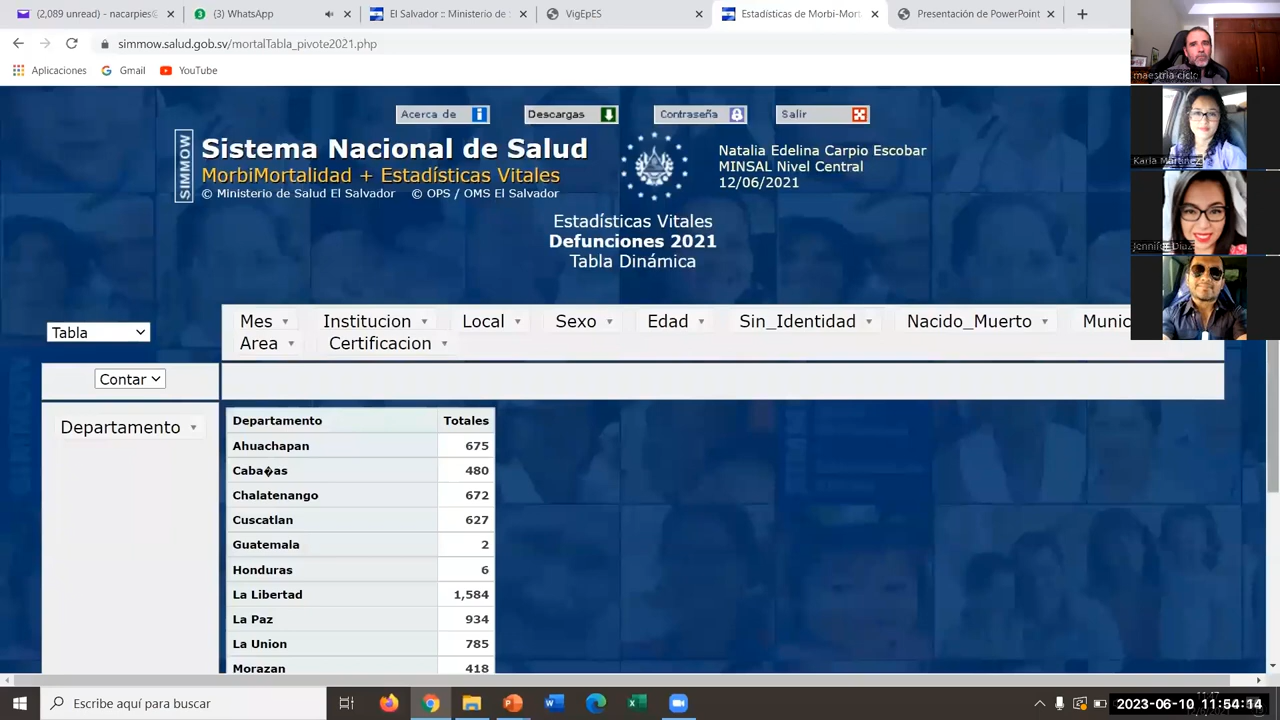 (2,089 unread) - nacarpies@
(3) WhatsApp
El Salvador :: Ministerio de S
VigEpES
Estadísticas de Morbi-Mort
Presentación de PowerPoint
simmow.salud.gob.sv/mortalTabla_pivote2021.php
Aplicaciones
Gmail
YouTube
maestria-ciclo
Karla Martinez
Jennifer Diaz
Acerca de
Descargas
Contraseña
Salir
SIMMOW
Sistema Nacional de Salud
MorbiMortalidad + Estadísticas Vitales
© Ministerio de Salud El Salvador © OPS / OMS El Salvador
Natalia Edelina Carpio Escobar
MINSAL Nivel Central
12/06/2021
Estadísticas Vitales
Defunciones 2021
Tabla Dinámica
Tabla
Mes Institucion Local Sexo Edad Sin_Identidad Nacido_Muerto Munic
Area Certificacion
Contar
Departamento
Departamento Totales
Ahuachapan 675
Caba�as 480
Chalatenango 672
Cuscatlan 627
Guatemala 2
Honduras 6
La Libertad 1,584
La Paz 934
La Union 785
Morazan 418
Escribe aquí para buscar
2023-06-10 11:54:14